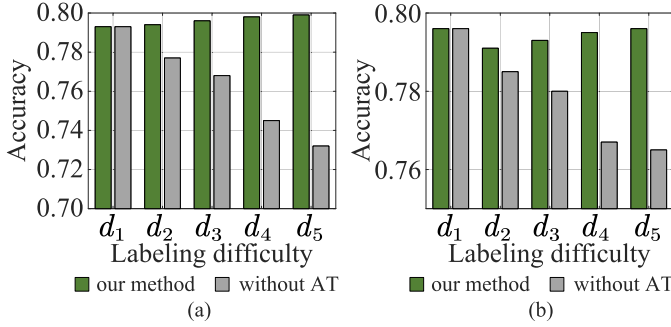 Accuracy
0.80
0.78
0.76
0.74
0.72
0.70
d1 d2 d3 d4 d5
Labeling difficulty
our method without AT
(a)
Accuracy
0.80
0.78
0.76
d1 d2 d3 d4 d5
Labeling difficulty
our method without AT
(b)